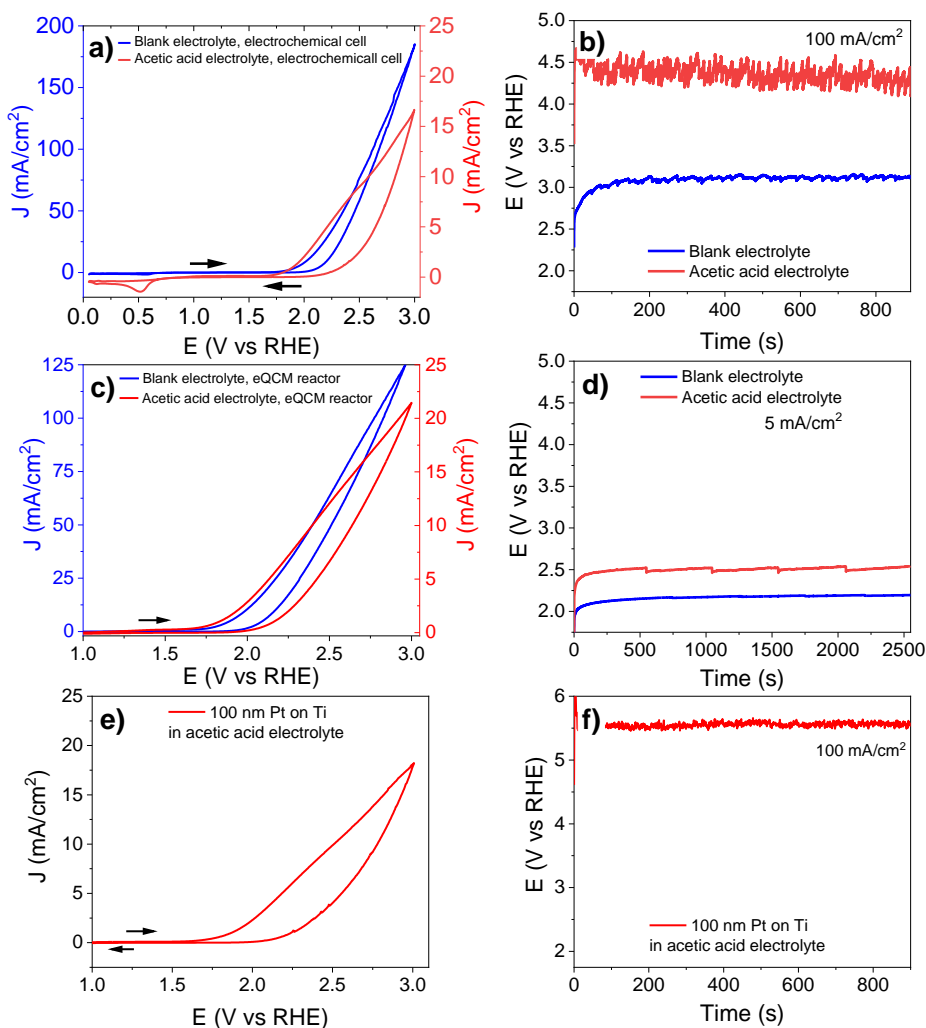 a)
Blank electrolyte, electrochemical cell
Acetic acid electrolyte, electrochemicall cell
200
150
100
50
0
J (mA/cm²)
25
20
15
10
5
0
J (mA/cm²)
0.0 0.5 1.0 1.5 2.0 2.5 3.0
E (V vs RHE)
b)
100 mA/cm²
5.0
4.5
4.0
3.5
3.0
2.5
2.0
E (V vs RHE)
Blank electrolyte
Acetic acid electrolyte
0 200 400 600 800
Time (s)
c)
Blank electrolyte, eQCM reactor
Acetic acid electrolyte, eQCM reactor
125
100
75
50
25
0
J (mA/cm²)
25
20
15
10
5
0
J (mA/cm²)
1.0 1.5 2.0 2.5 3.0
E (V vs RHE)
d)
Blank electrolyte
Acetic acid electrolyte
5 mA/cm²
5.0
4.5
4.0
3.5
3.0
2.5
2.0
E (V vs RHE)
0 500 1000 1500 2000 2500
Time (s)
e)
100 nm Pt on Ti
in acetic acid electrolyte
25
20
15
10
5
0
J (mA/cm²)
1.0 1.5 2.0 2.5 3.0
E (V vs RHE)
f)
100 mA/cm²
6
5
4
3
2
E (V vs RHE)
100 nm Pt on Ti
in acetic acid electrolyte
0 200 400 600 800
Time (s)